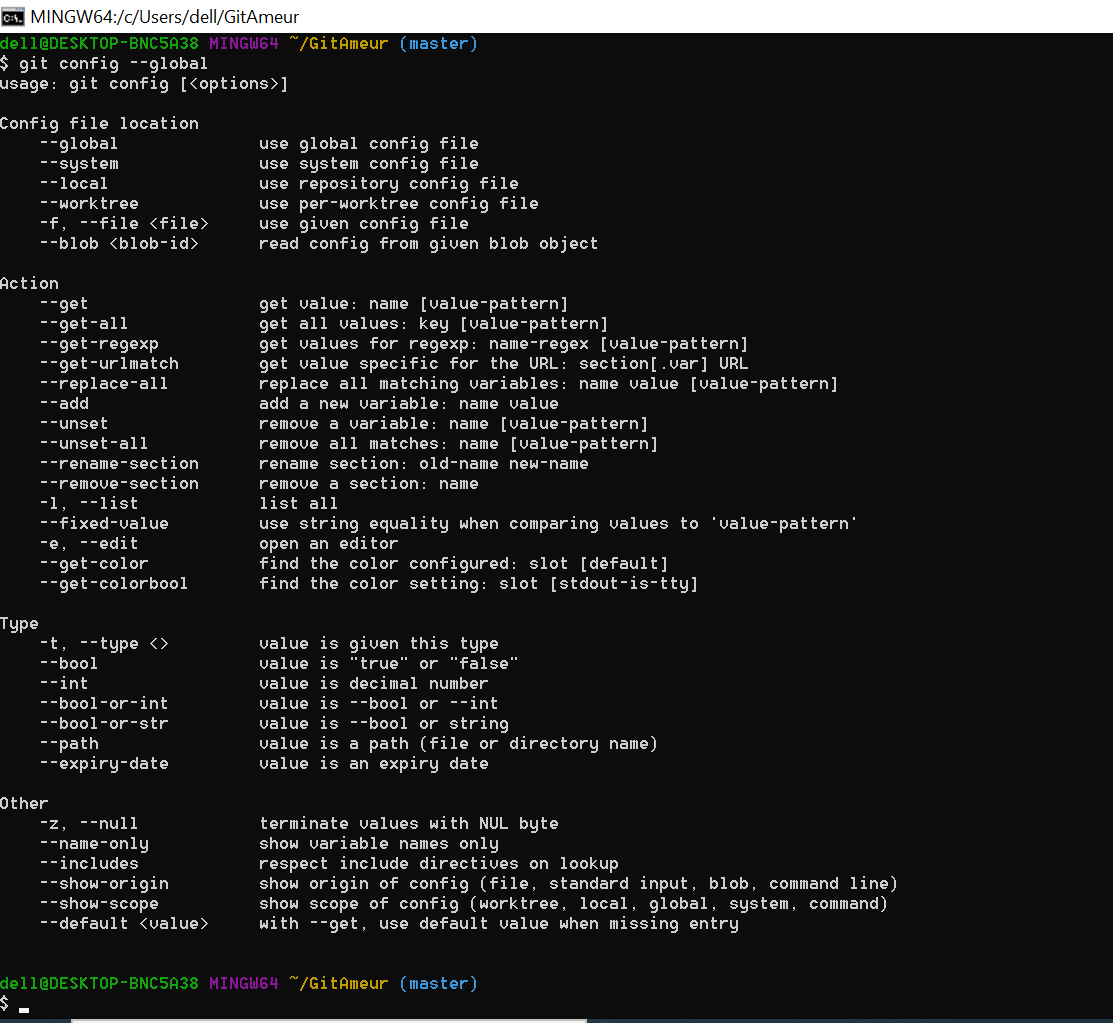 MINGW64:/c/Users/dell/GitAmeur
dell@DESKTOP-BNC5A38 MINGW64 ~/GitAmeur (master)
$ git config --global
usage: git config [<options>]

Config file location
    --global              use global config file
    --system              use system config file
    --local               use repository config file
    --worktree            use per-worktree config file
    -f, --file <file>     use given config file
    --blob <blob-id>      read config from given blob object

Action
    --get                 get value: name [value-pattern]
    --get-all             get all values: key [value-pattern]
    --get-regexp          get values for regexp: name-regex [value-pattern]
    --get-urlmatch        get value specific for the URL: section[.var] URL
    --replace-all         replace all matching variables: name value [value-pattern]
    --add                 add a new variable: name value
    --unset               remove a variable: name [value-pattern]
    --unset-all           remove all matches: name [value-pattern]
    --rename-section      rename section: old-name new-name
    --remove-section      remove a section: name
    -l, --list            list all
    --fixed-value         use string equality when comparing values to 'value-pattern'
    -e, --edit            open an editor
    --get-color           find the color configured: slot [default]
    --get-colorbool       find the color setting: slot [stdout-is-tty]

Type
    -t, --type <>         value is given this type
    --bool                value is "true" or "false"
    --int                 value is decimal number
    --bool-or-int         value is --bool or --int
    --bool-or-str         value is --bool or string
    --path                value is a path (file or directory name)
    --expiry-date         value is an expiry date

Other
    -z, --null            terminate values with NUL byte
    --name-only           show variable names only
    --includes            respect include directives on lookup
    --show-origin         show origin of config (file, standard input, blob, command line)
    --show-scope          show scope of config (worktree, local, global, system, command)
    --default <value>     with --get, use default value when missing entry

dell@DESKTOP-BNC5A38 MINGW64 ~/GitAmeur (master)
$